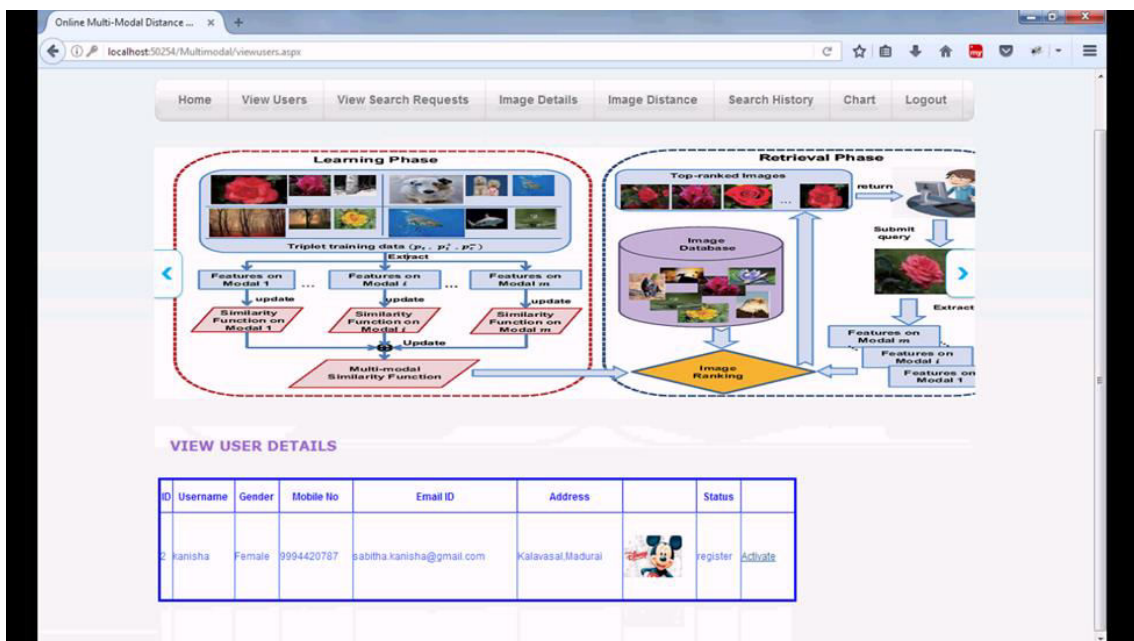 Online Multi-Modal Distance ...
localhost:50254/Multimodal/viewusers.aspx
Home View Users View Search Requests Image Details Image Distance Search History Chart Logout
Learning Phase
Triplet training data
Extract
Features on
Modal 1
...
Features on
Modal i
...
Features on
Modal m
update
update
update
Similarity
Function on
Modal 1
Similarity
Function on
Modal i
Similarity
Function on
Modal m
Update
Multi-modal
Similarity Function
Retrieval Phase
Top-ranked Images
...
return
Image
Database
Submit
query
Extract
Features on
Modal m
Features on
Modal i
Features on
Modal 1
Image
Ranking
VIEW USER DETAILS
ID Username Gender Mobile No Email ID Address Status
2 kanisha Female 9994420787 sabitha.kanisha@gmail.com Kalavasal,Madurai register Activate